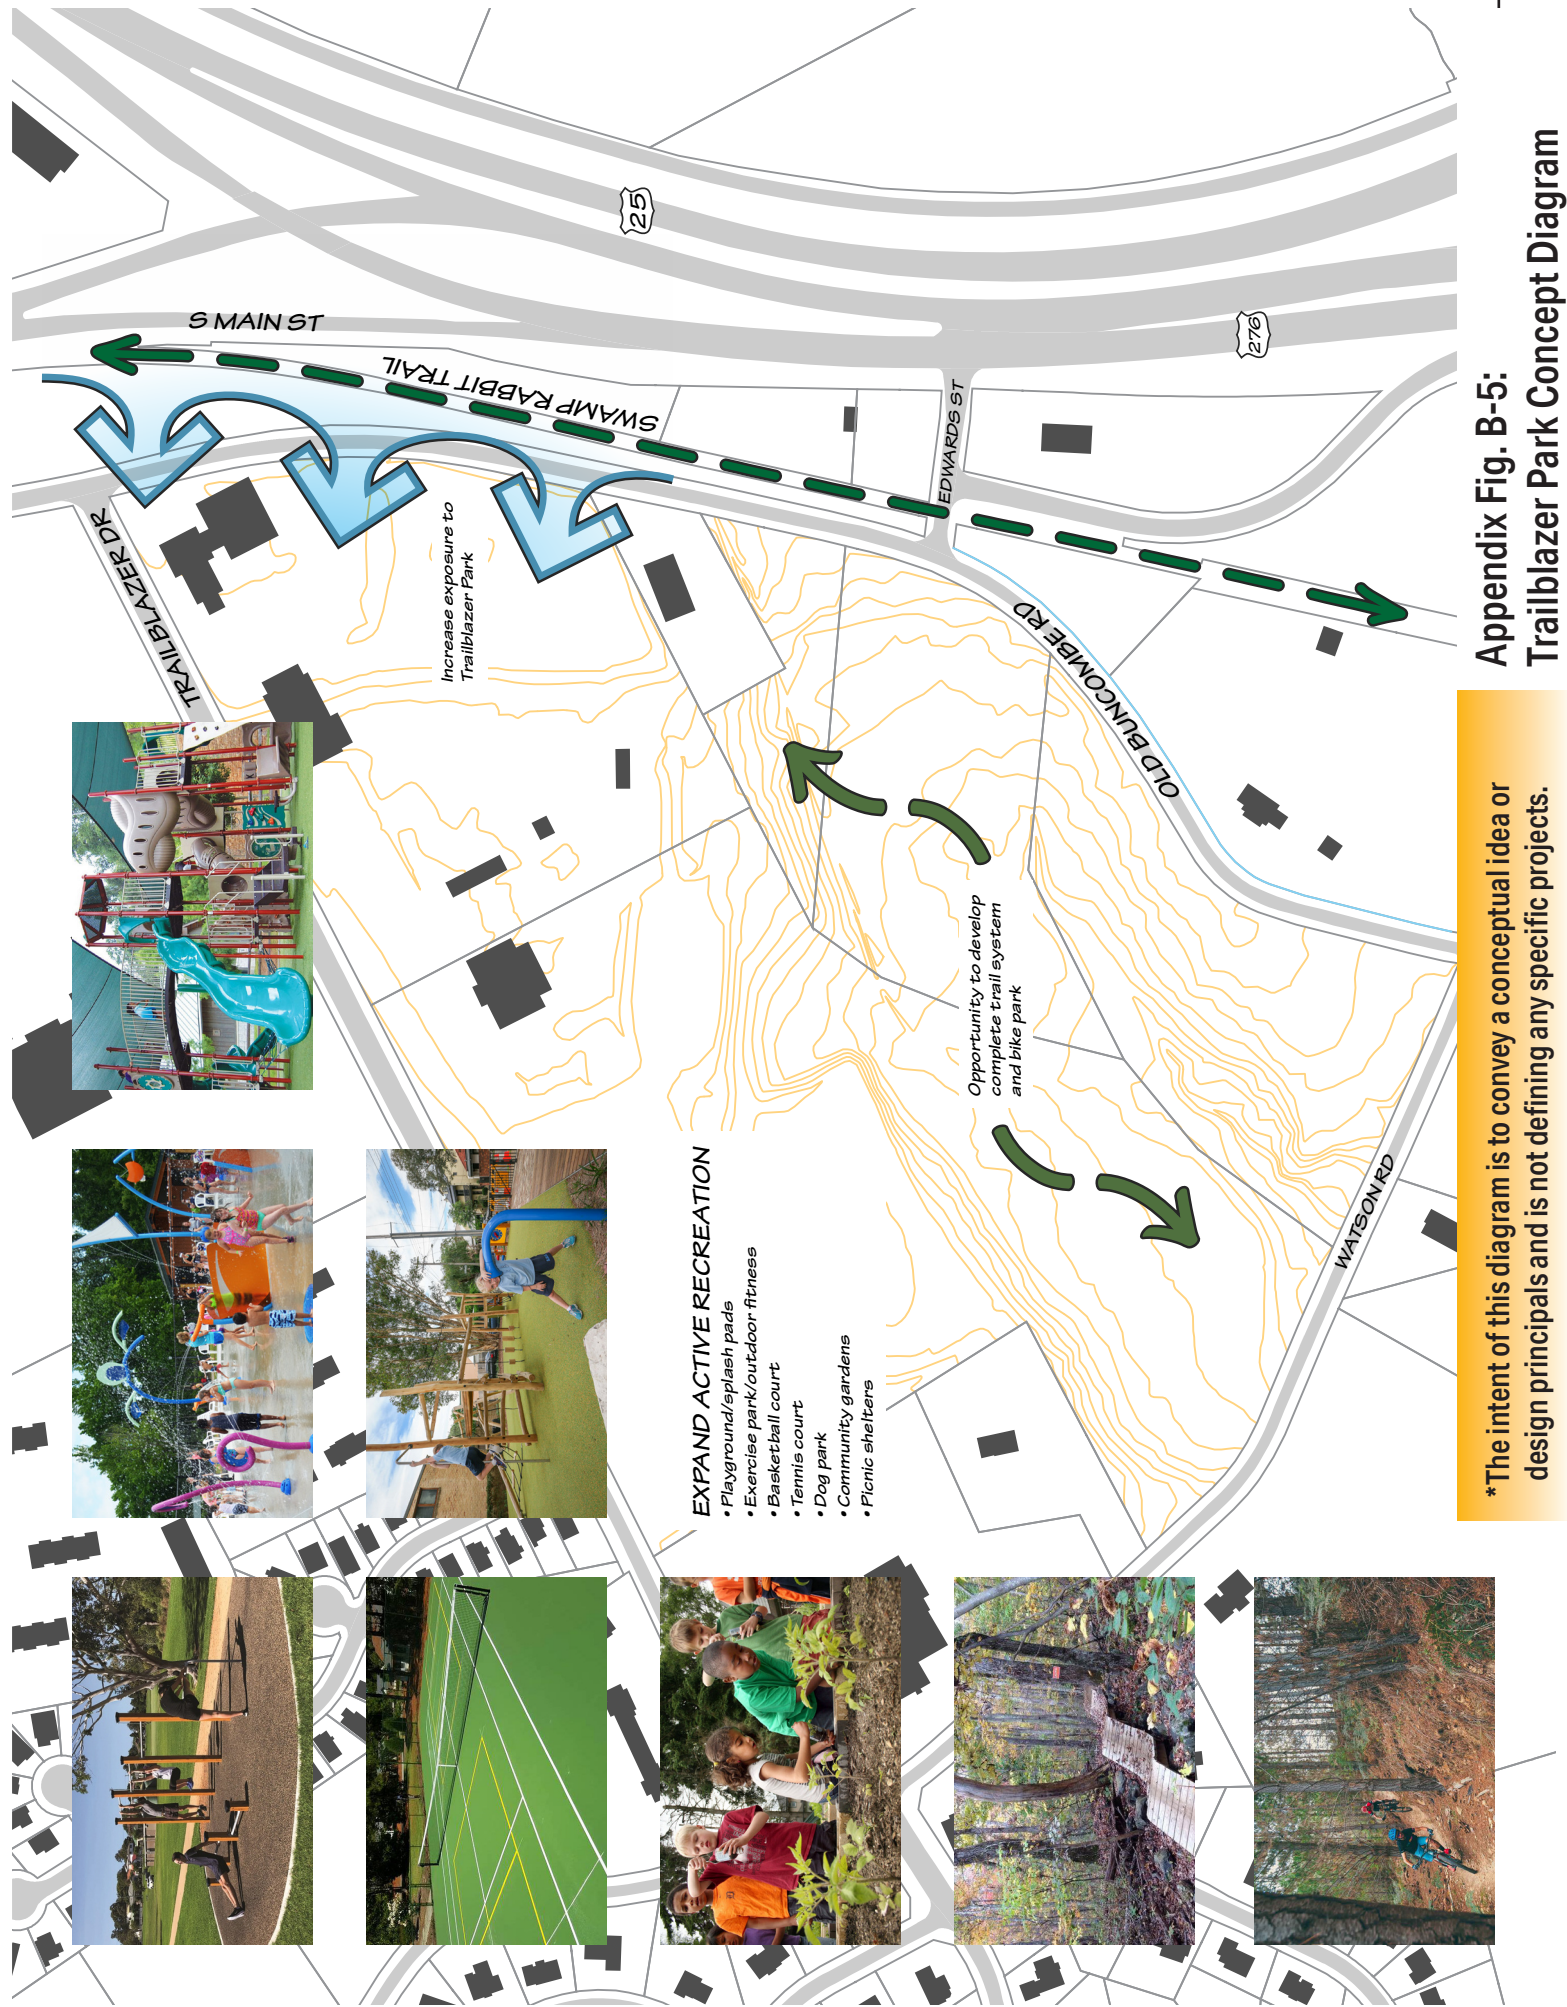 Appendix Fig. B-5:
Trailblazer Park Concept Diagram
*The intent of this diagram is to convey a conceptual idea or
design principals and is not defining any specific projects.
S MAIN ST
SWAMP RABBIT TRAIL
25
276
EDWARDS ST
TRAILBLAZER DR
Increase exposure to
Trailblazer Park
OLD BUNCOMBE RD
Opportunity to develop
complete trail system
and bike park
WATSON RD
EXPAND ACTIVE RECREATION
• Playground/splash pads
• Exercise park/outdoor fitness
• Basketball court
• Tennis court
• Dog park
• Community gardens
• Picnic shelters